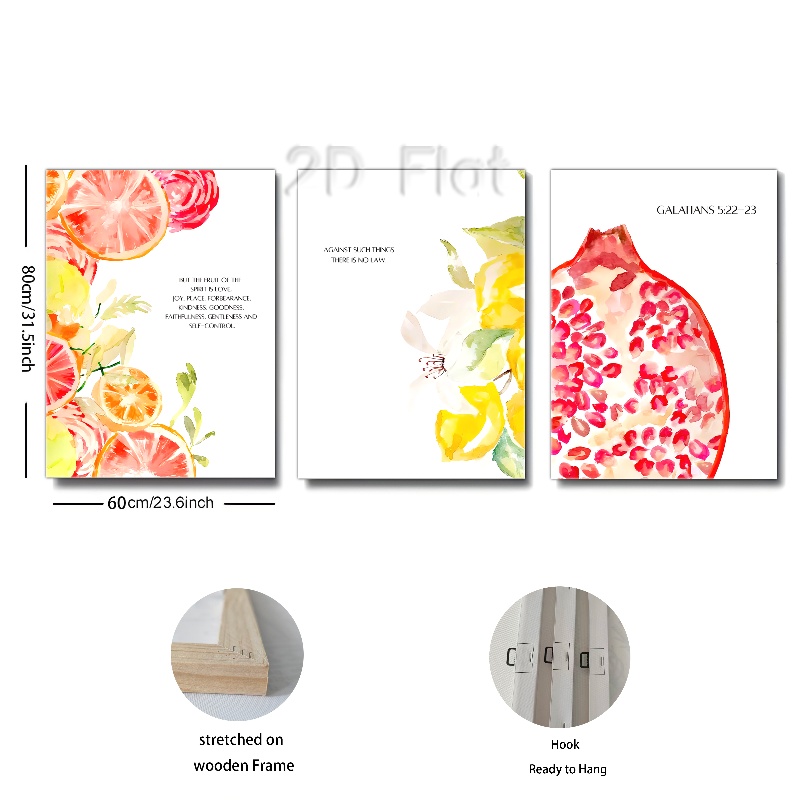 2D Flat
GALATIANS 5:22-23
AGAINST SUCH THINGS
THERE IS NO LAW
BUT THE FRUIT OF THE
SPIRIT IS LOVE,
JOY, PEACE, FORBEARANCE,
KINDNESS, GOODNESS,
FAITHFULNESS, GENTLENESS AND
SELF-CONTROL.
80cm/31.5inch
60cm/23.6inch
stretched on
wooden Frame
Hook
Ready to Hang